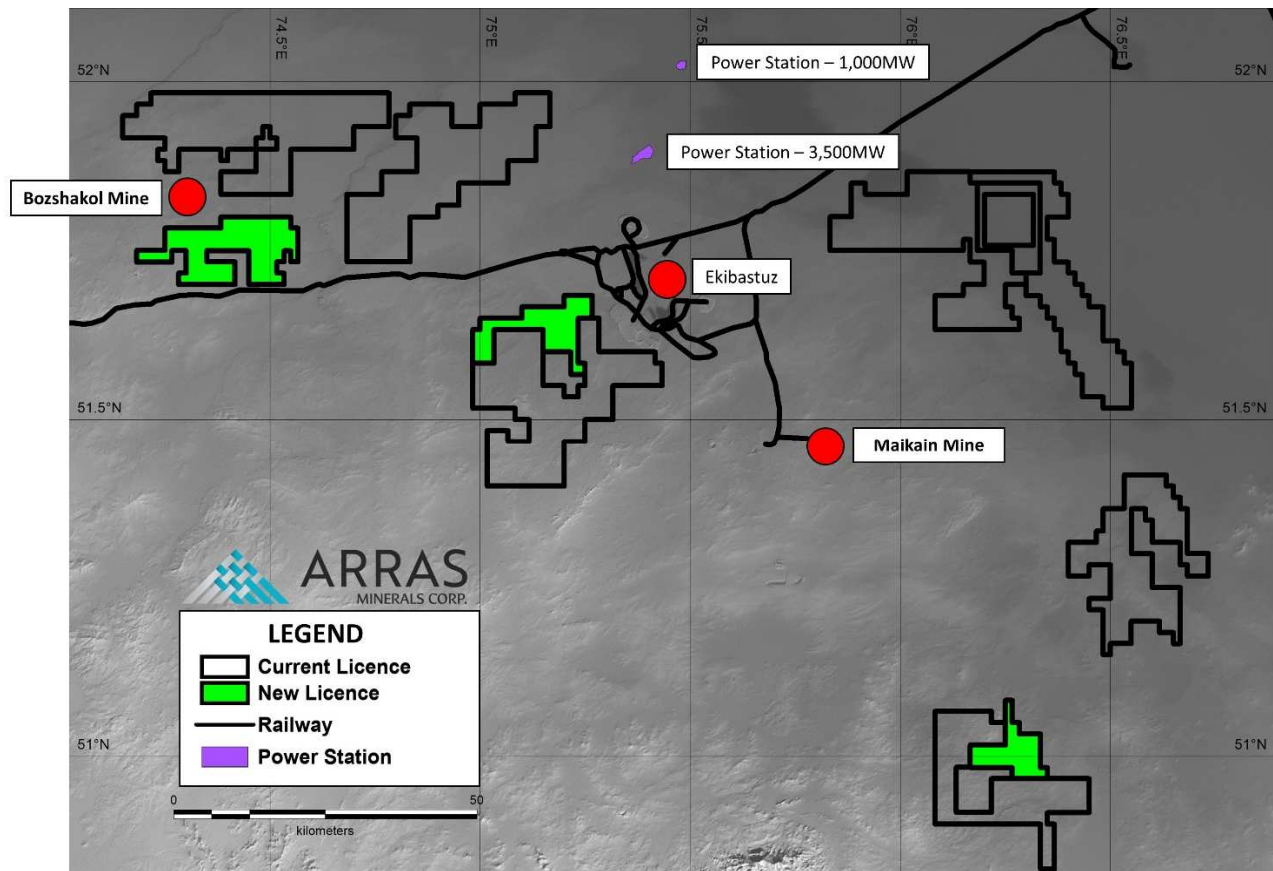 74.5°E
75°E
75.5°E
76°E
76.5°E
Power Station – 1,000MW
52°N
52°N
Power Station – 3,500MW
Bozshakol Mine
Ekibastuz
51.5°N
51.5°N
Maikain Mine
ARRAS
MINERALS CORP.
LEGEND
Current Licence
New Licence
Railway
Power Station
51°N
51°N
0
50
kilometers